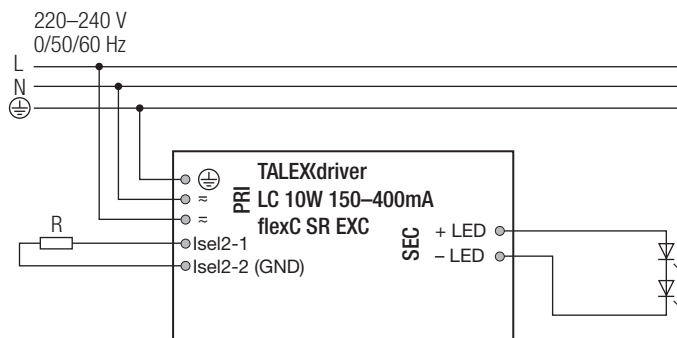 220–240 V
0/50/60 Hz
L
N
TALEXdriver
LC 10W 150–400mA
flexC SR EXC
PRI
≂
≂
R
Isel2-1
Isel2-2 (GND)
SEC
+ LED
– LED